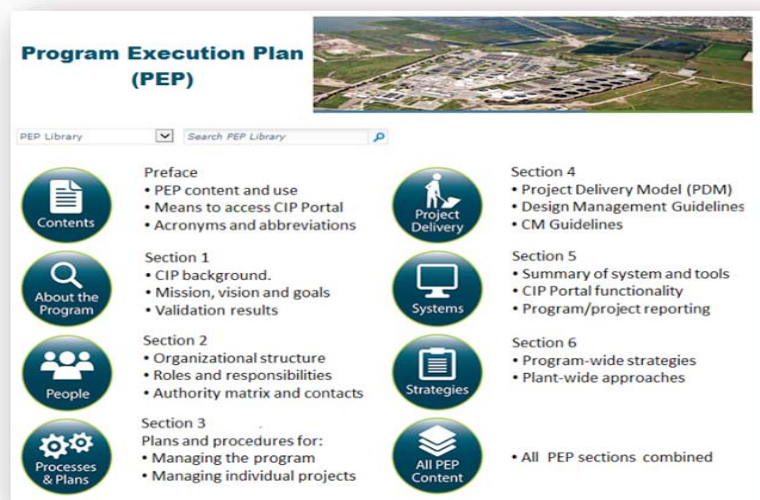 Program Execution Plan
(PEP)
PEP Library
Search PEP Library
Contents
Preface
• PEP content and use
• Means to access CIP Portal
• Acronyms and abbreviations
About the
Program
Section 1
• CIP background.
• Mission, vision and goals
• Validation results
People
Section 2
• Organizational structure
• Roles and responsibilities
• Authority matrix and contacts
Processes
& Plans
Section 3
Plans and procedures for:
• Managing the program
• Managing individual projects
Project
Delivery
Section 4
• Project Delivery Model (PDM)
• Design Management Guidelines
• CM Guidelines
Systems
Section 5
• Summary of system and tools
• CIP Portal functionality
• Program/project reporting
Strategies
Section 6
• Program-wide strategies
• Plant-wide approaches
All PEP
Content
• All PEP sections combined